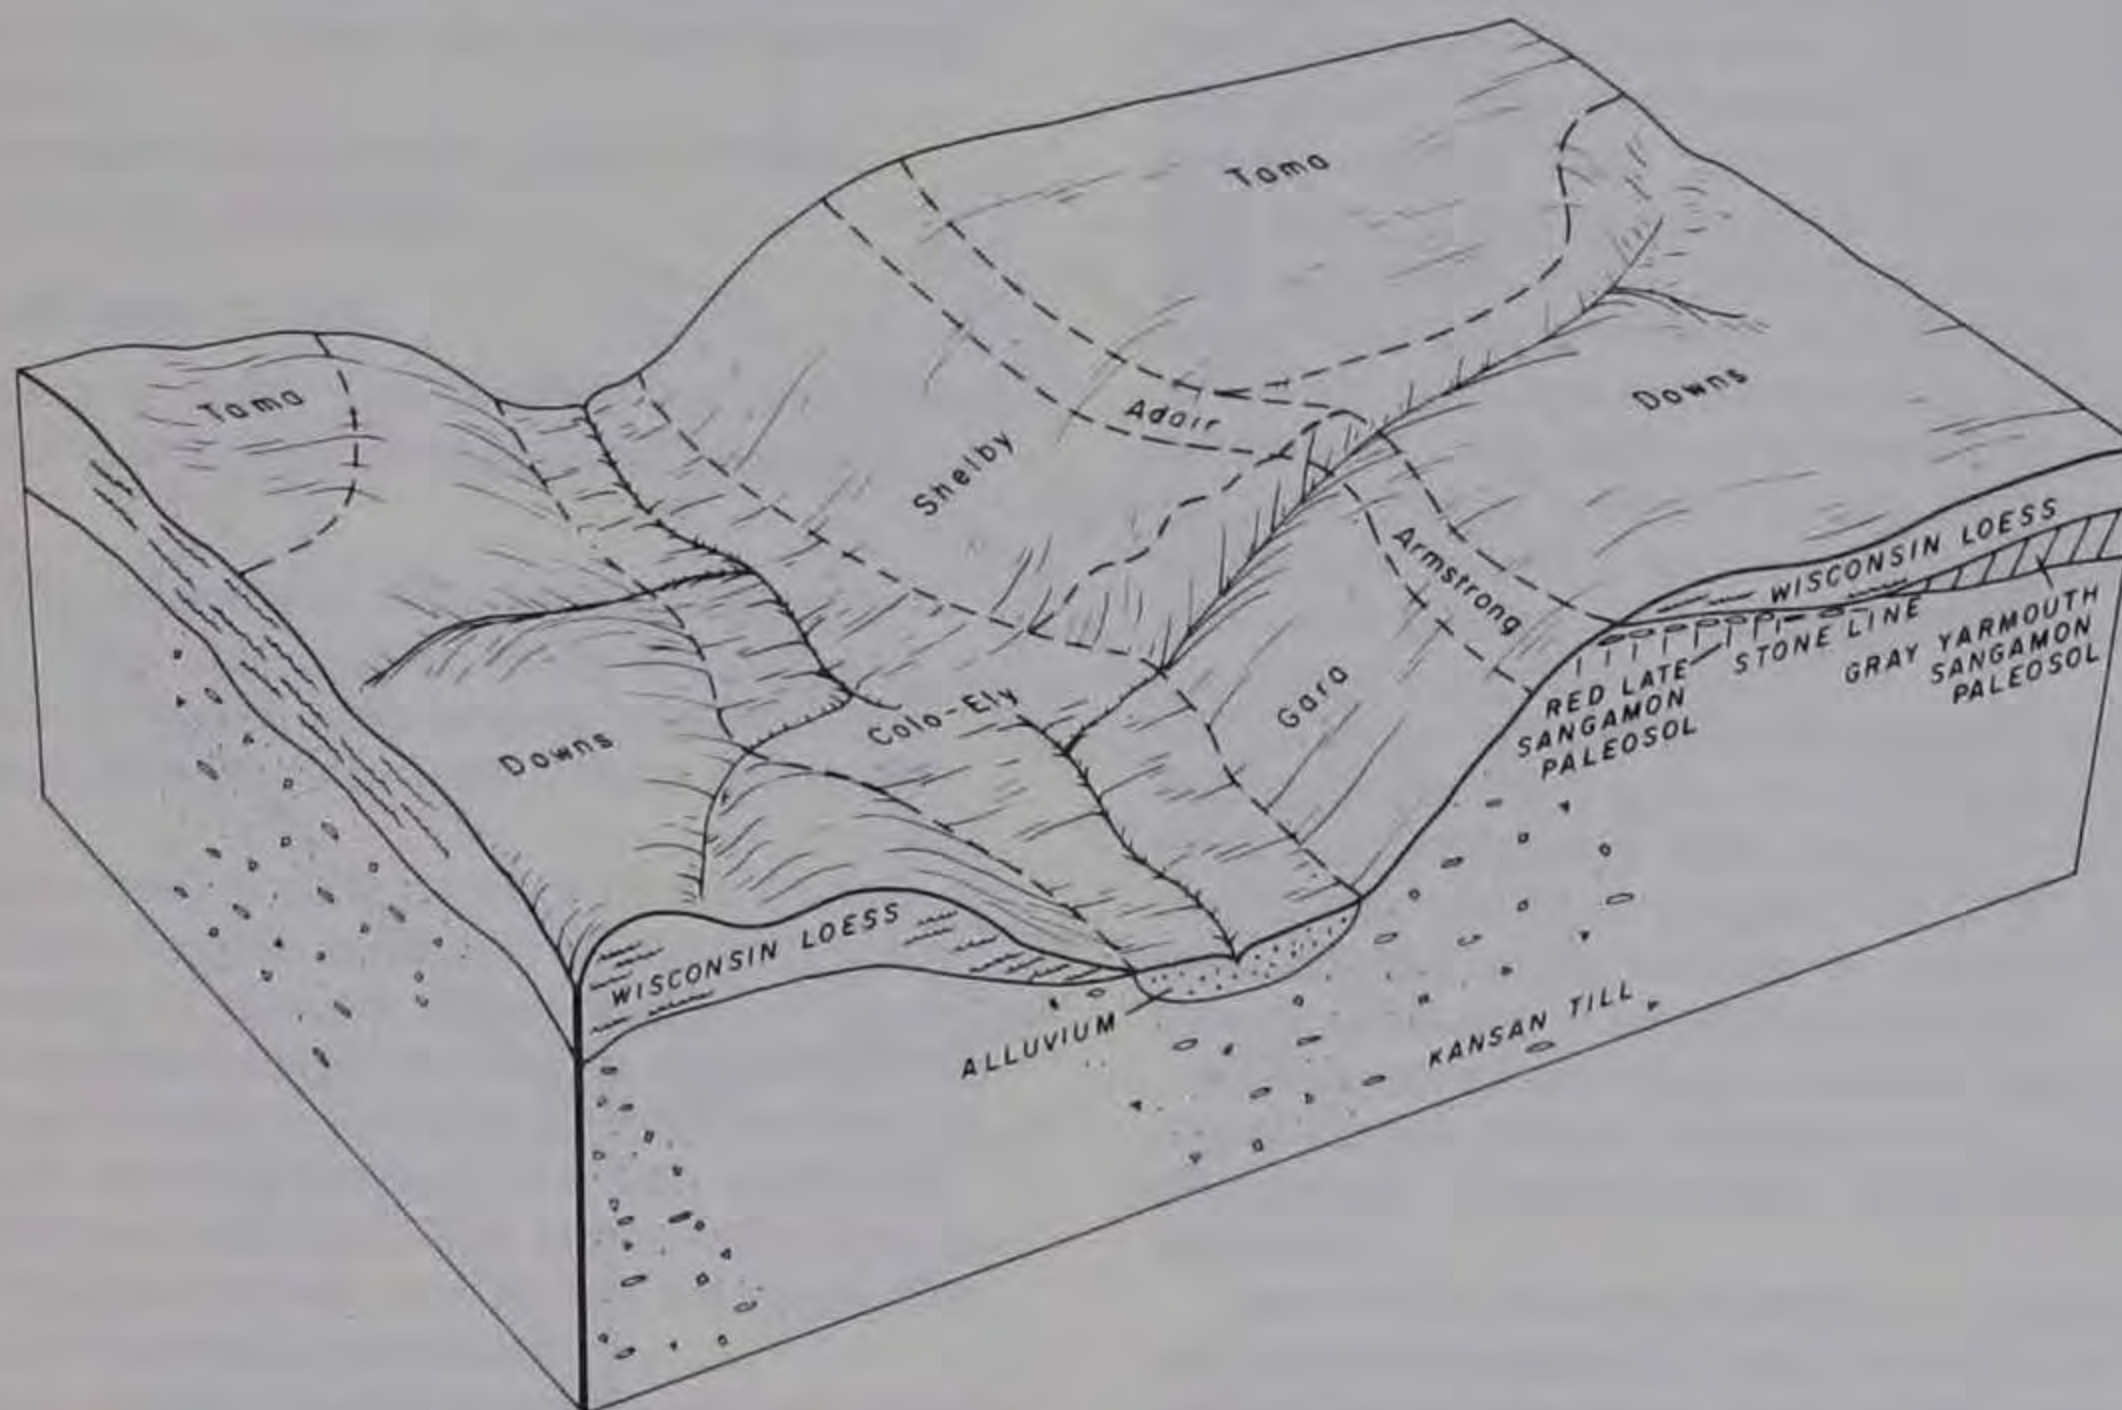 Tama
Tama
Downs
Adair
Shelby
Armstrong
WISCONSIN LOESS
STONE LINE
GRAY YARMOUTH
SANGAMON
PALEOSOL
RED LATE
SANGAMON
PALEOSOL
Gara
Colo-Ely
Downs
WISCONSIN LOESS
ALLUVIUM
KANSAN TILL